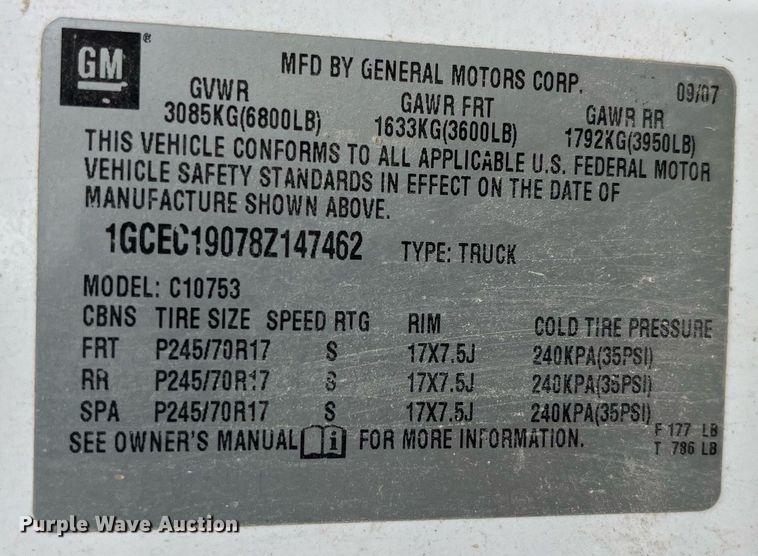 GM ®
MFD BY GENERAL MOTORS CORP. 09/07
GVWR GAWR FRT GAWR RR
3085KG(6800LB) 1633KG(3600LB) 1792KG(3950LB)
THIS VEHICLE CONFORMS TO ALL APPLICABLE U.S. FEDERAL MOTOR
VEHICLE SAFETY STANDARDS IN EFFECT ON THE DATE OF
MANUFACTURE SHOWN ABOVE.
1GCEC19078Z147462 TYPE: TRUCK
MODEL: C10753
CBNS TIRE SIZE SPEED RTG RIM COLD TIRE PRESSURE
FRT P245/70R17 S 17X7.5J 240KPA(35PSI)
RR P245/70R17 S 17X7.5J 240KPA(35PSI)
SPA P245/70R17 S 17X7.5J 240KPA(35PSI)
SEE OWNER'S MANUAL i FOR MORE INFORMATION. F 177 LB
T 786 LB
Purple Wave Auction